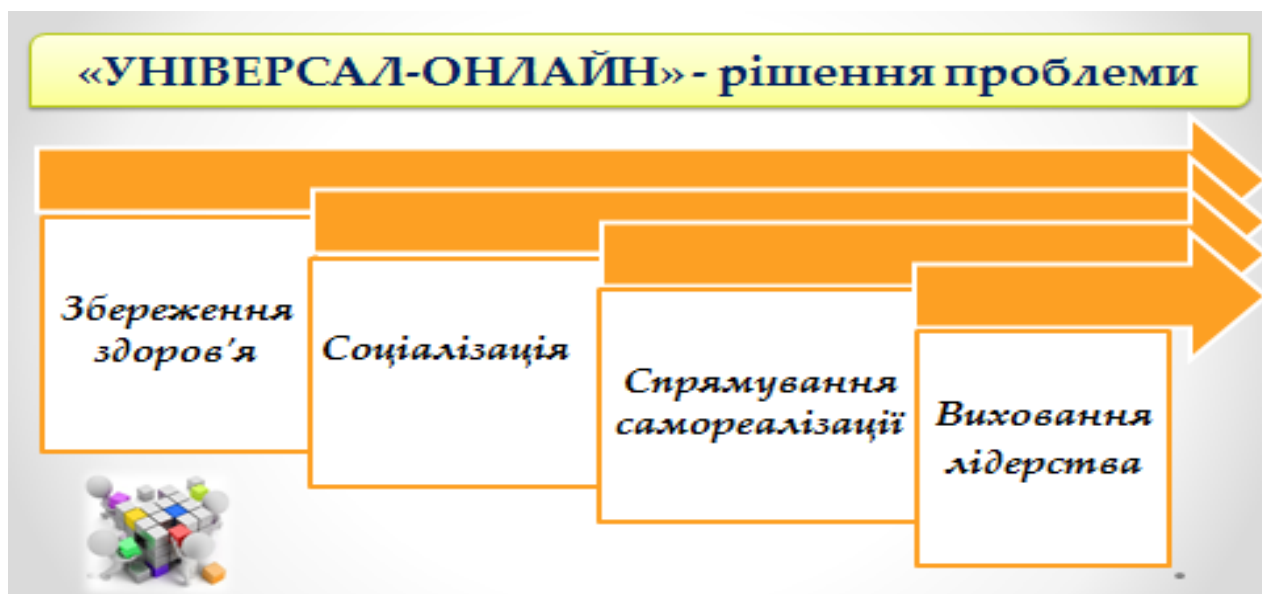 «УНІВЕРСАЛ-ОНЛАЙН» - рішення проблеми
Збереження
здоров'я
Соціалізація
Спрямування
самореалізації
Виховання
лідерства